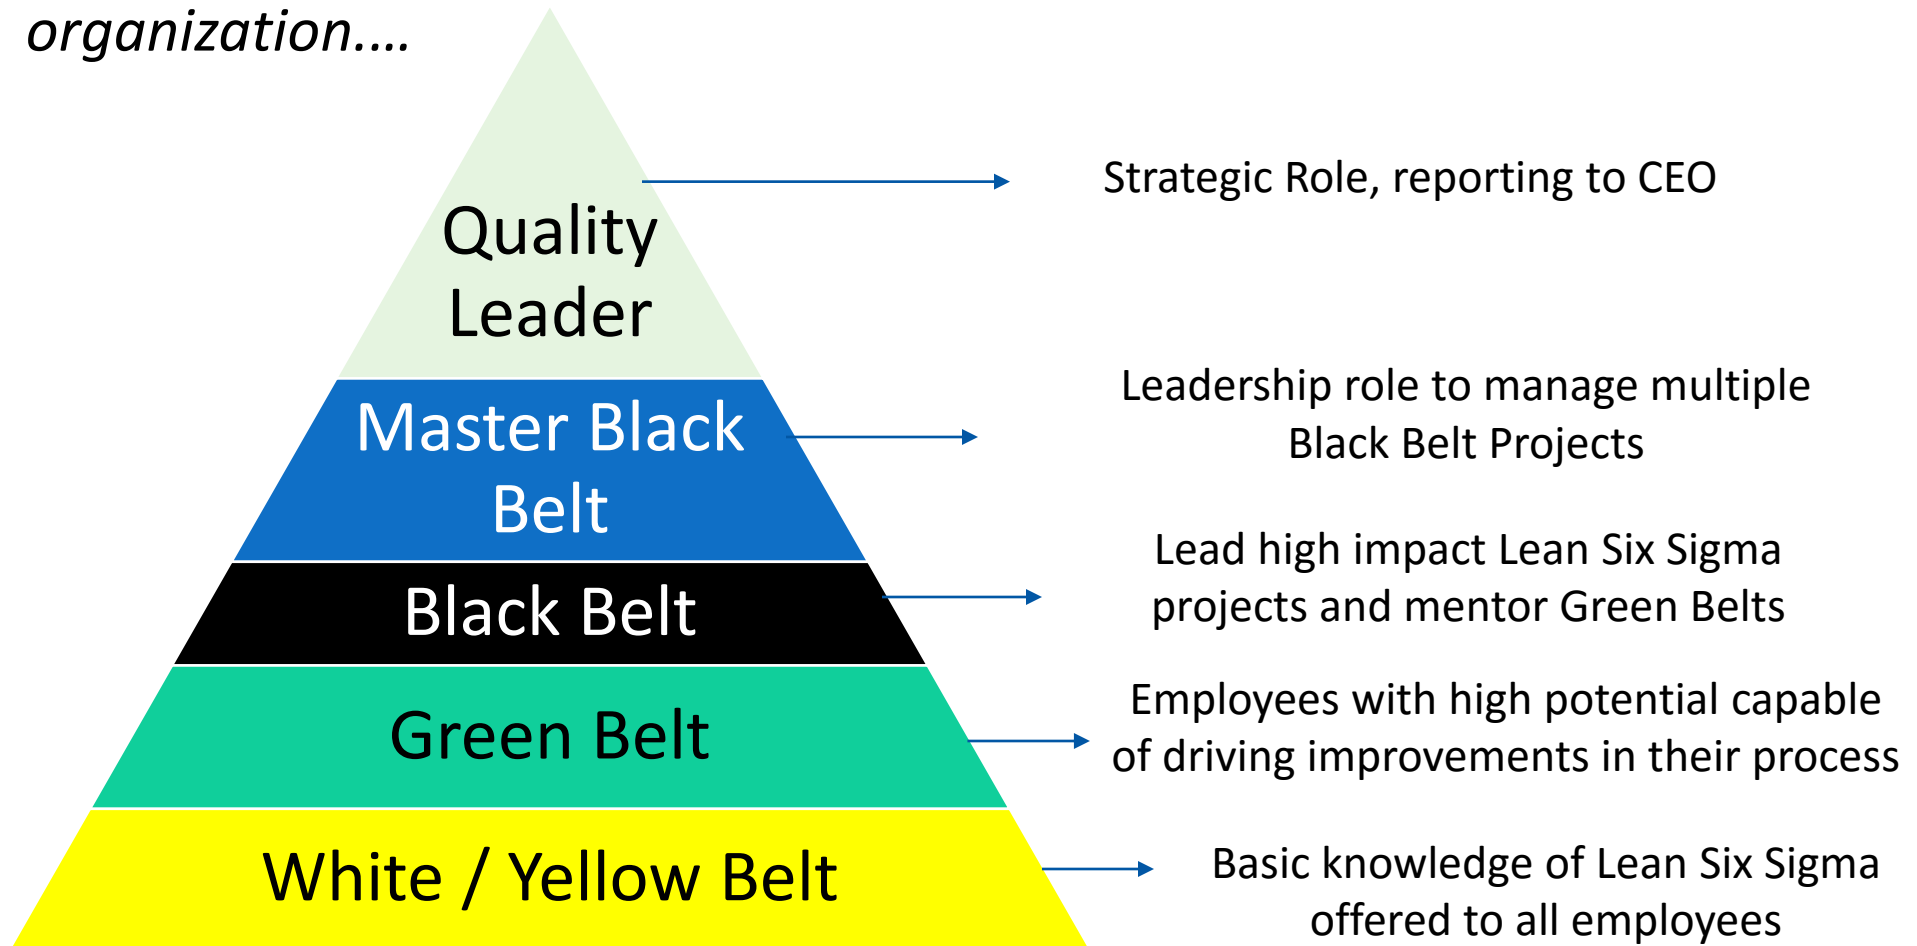 organization....
Quality
Leader
Strategic Role, reporting to CEO
Master Black
Belt
Leadership role to manage multiple
Black Belt Projects
Black Belt
Lead high impact Lean Six Sigma
projects and mentor Green Belts
Green Belt
Employees with high potential capable
of driving improvements in their process
White / Yellow Belt
Basic knowledge of Lean Six Sigma
offered to all employees